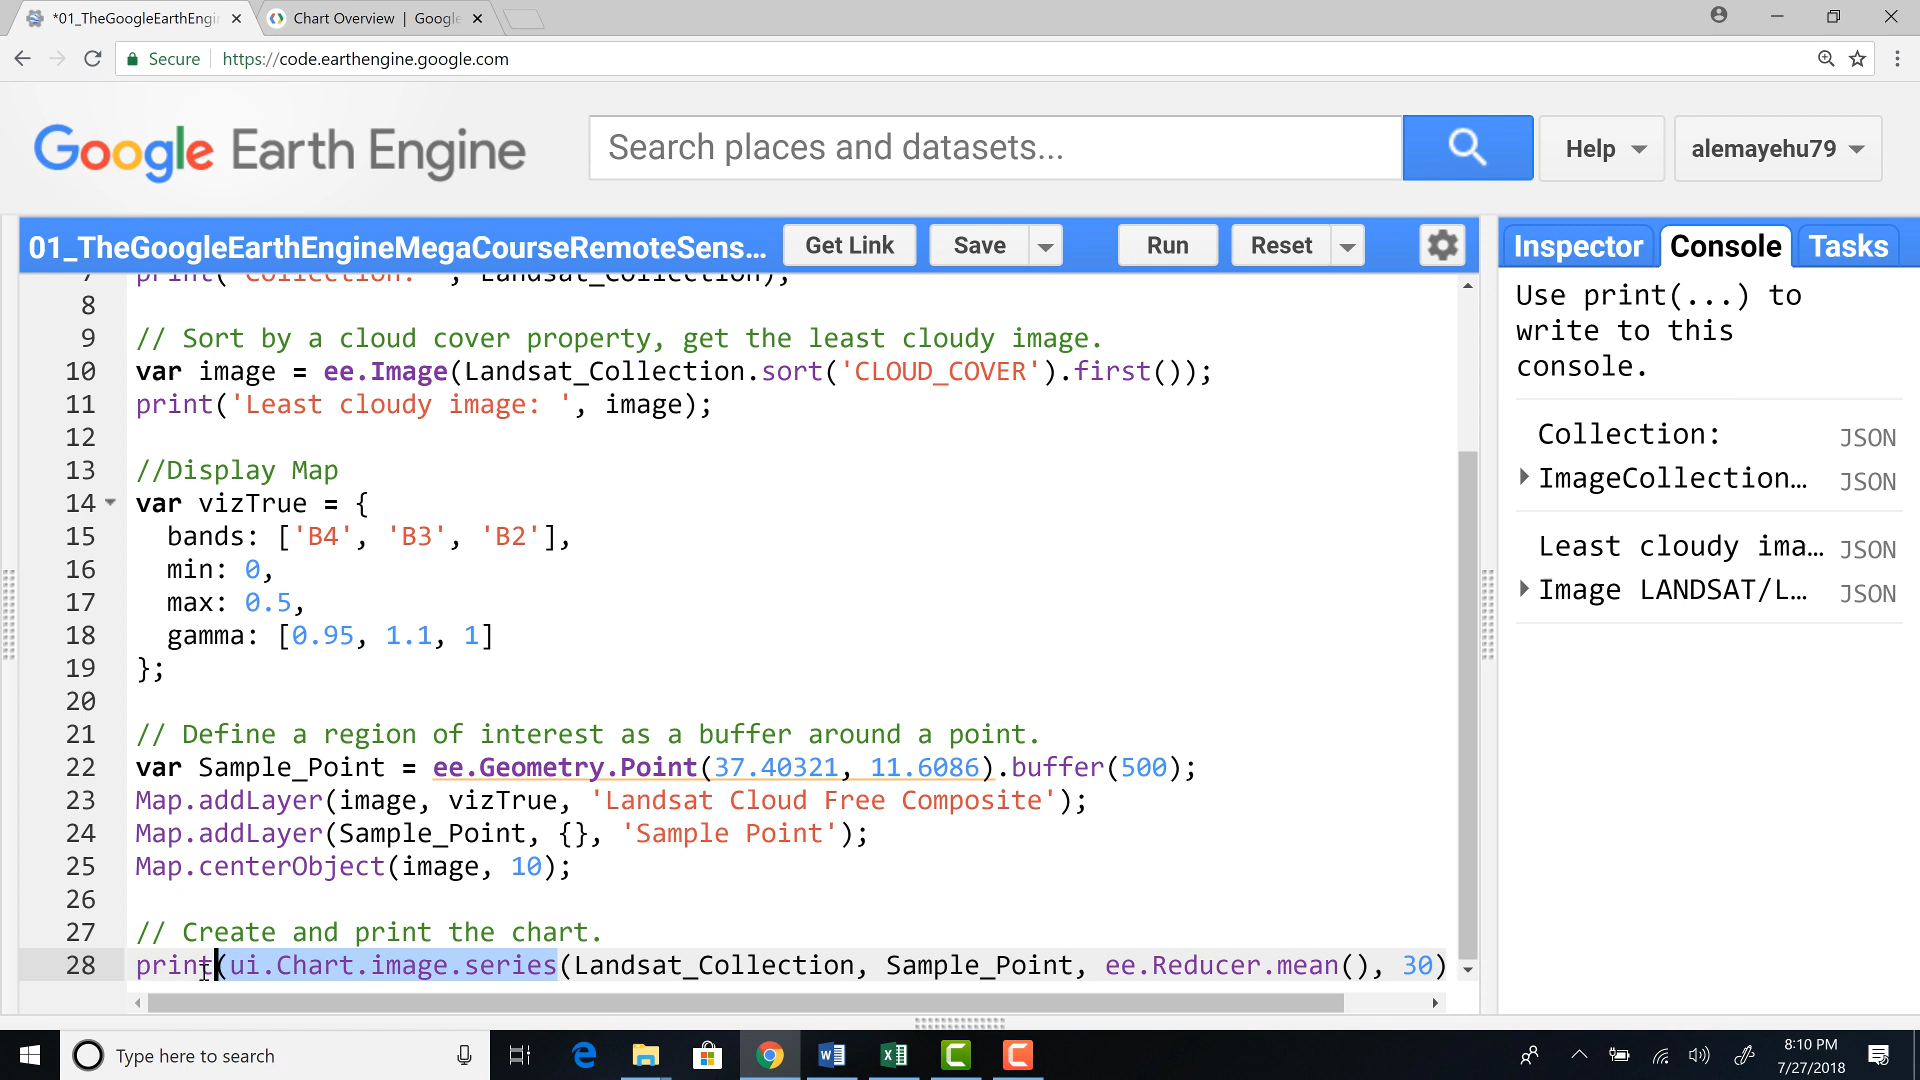 *01_TheGoogleEarthEngi
Chart Overview | Google
Secure
https://code.earthengine.google.com
Google Earth Engine
Search places and datasets...
Help
alemayehu79
01_TheGoogleEarthEngineMegaCourseRemoteSens...
Get Link
Save
Run
Reset
Inspector
Console
Tasks
7 print('Collection: ', Landsat_Collection);
8
9 // Sort by a cloud cover property, get the least cloudy image.
10 var image = ee.Image(Landsat_Collection.sort('CLOUD_COVER').first());
11 print('Least cloudy image: ', image);
12
13 //Display Map
14 var vizTrue = {
15 bands: ['B4', 'B3', 'B2'],
16 min: 0,
17 max: 0.5,
18 gamma: [0.95, 1.1, 1]
19 };
20
21 // Define a region of interest as a buffer around a point.
22 var Sample_Point = ee.Geometry.Point(37.40321, 11.6086).buffer(500);
23 Map.addLayer(image, vizTrue, 'Landsat Cloud Free Composite');
24 Map.addLayer(Sample_Point, {}, 'Sample Point');
25 Map.centerObject(image, 10);
26
27 // Create and print the chart.
28 print(ui.Chart.image.series(Landsat_Collection, Sample_Point, ee.Reducer.mean(), 30)
Use print(...) to
write to this
console.
Collection: JSON
ImageCollection… JSON
Least cloudy ima… JSON
Image LANDSAT/L… JSON
Type here to search
8:10 PM
7/27/2018